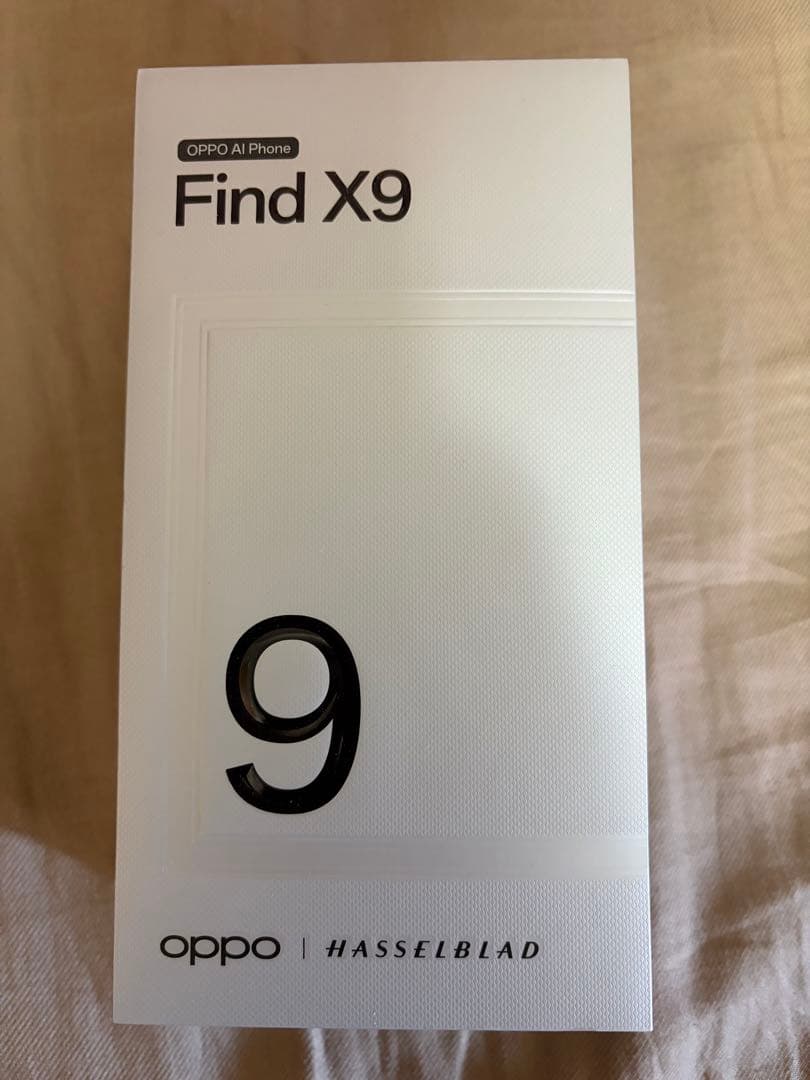 OPPO AI Phone
Find X9
9
oppo | HASSELBLAD